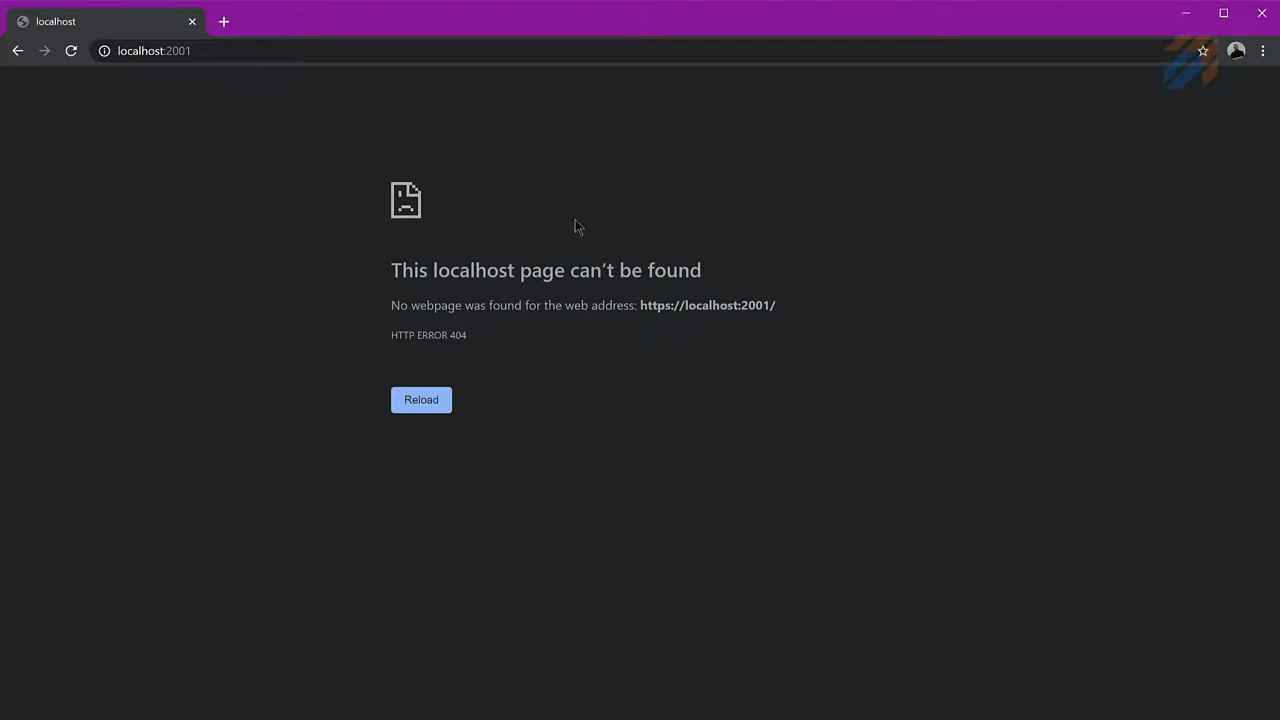 localhost
localhost:2001
This localhost page can't be found
No webpage was found for the web address: https://localhost:2001/
HTTP ERROR 404
Reload